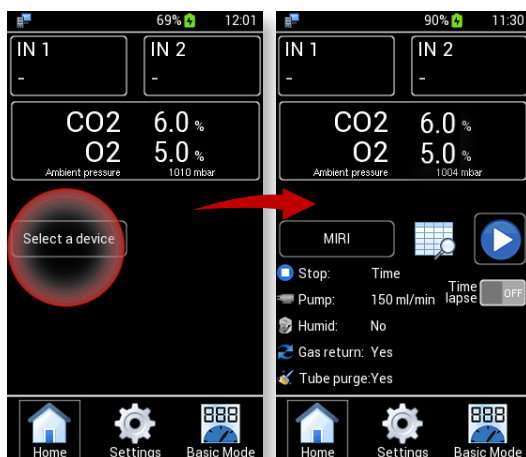 69% 12:01
IN 1 IN 2
- -
CO2 6.0 %
O2 5.0 %
Ambient pressure 1010 mbar
Select a device
Home Settings Basic Mode
90% 11:30
IN 1 IN 2
- -
CO2 6.0 %
O2 5.0 %
Ambient pressure 1004 mbar
MIRI
Stop: Time
Pump: 150 ml/min
Time lapse OFF
Humid: No
Gas return: Yes
Tube purge:Yes
888
Home Settings Basic Mode